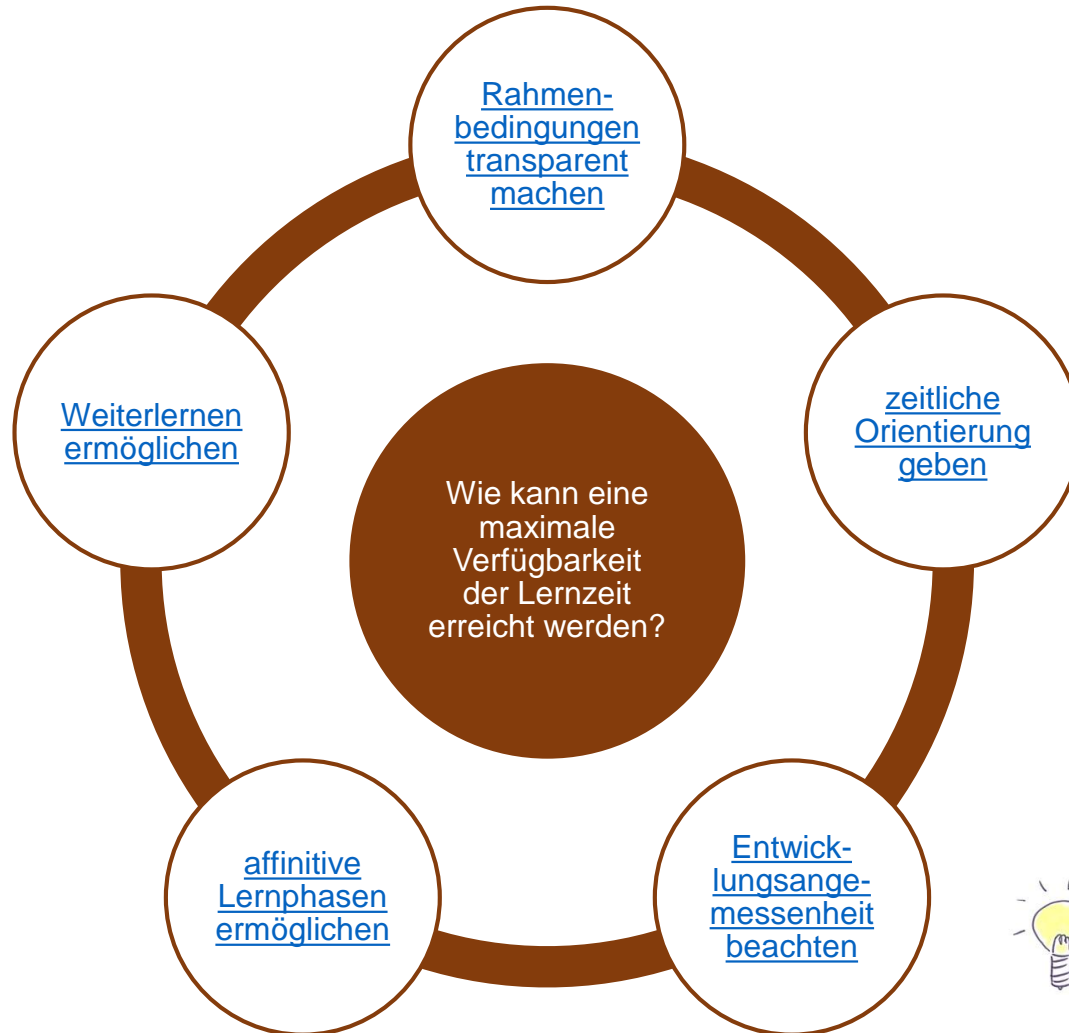 Rahmen-
bedingungen
transparent
machen
zeitliche
Orientierung
geben
Entwick-
lungsange-
messenheit
beachten
affinitive
Lernphasen
ermöglichen
Weiterlernen
ermöglichen
Wie kann eine
maximale
Verfügbarkeit
der Lernzeit
erreicht werden?